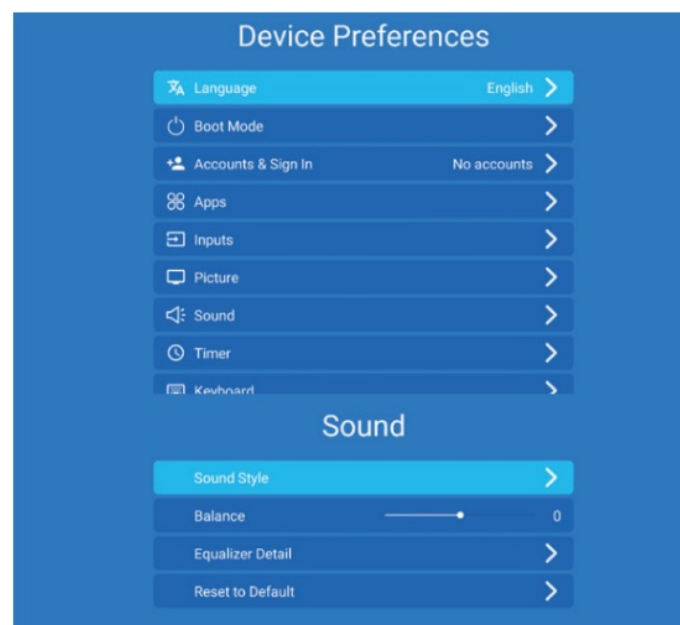 Device Preferences
Language English
Boot Mode
Accounts & Sign In No accounts
Apps
Inputs
Picture
Sound
Timer
Keyboard
Sound
Sound Style
Balance 0
Equalizer Detail
Reset to Default